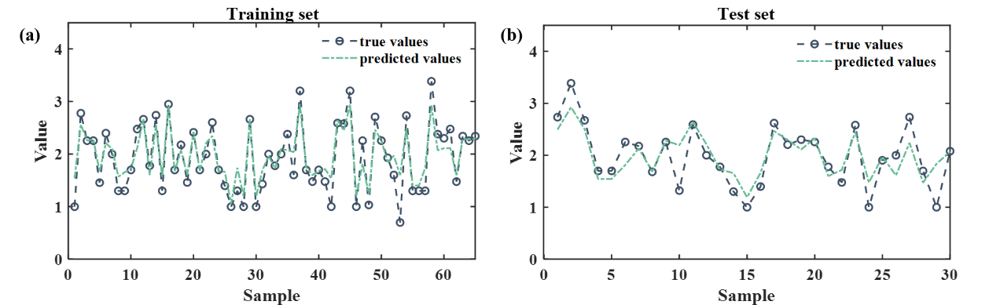 Training set
(a)
true values
predicted values
4
3
2
1
0
Value
0 10 20 30 40 50 60
Sample
Test set
(b)
true values
predicted values
4
3
2
1
0
Value
0 5 10 15 20 25 30
Sample